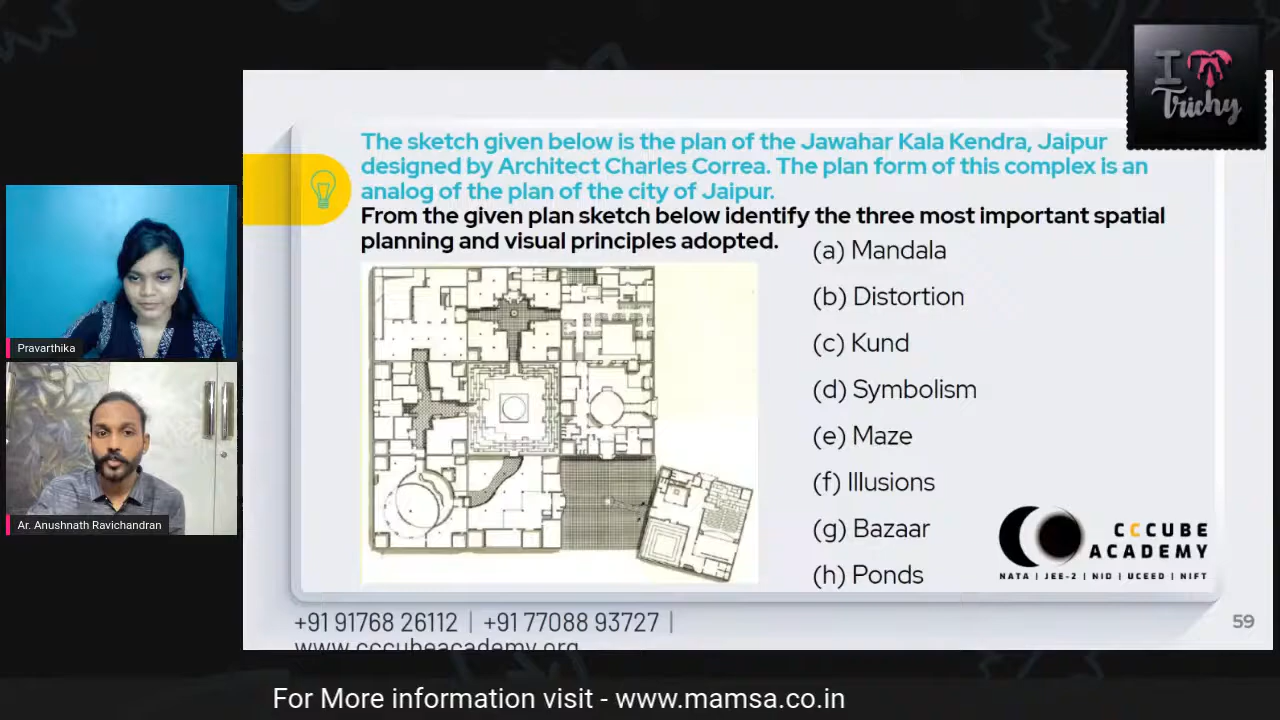 I
Trichy
The sketch given below is the plan of the Jawahar Kala Kendra, Jaipur
designed by Architect Charles Correa. The plan form of this complex is an
analog of the plan of the city of Jaipur.
From the given plan sketch below identify the three most important spatial
planning and visual principles adopted.
(a) Mandala
(b) Distortion
(c) Kund
(d) Symbolism
(e) Maze
(f) Illusions
(g) Bazaar
(h) Ponds
Pravarthika
Ar. Anushnath Ravichandran
CCCUBE
ACADEMY
NATA | JEE-2 | NID | UCEED | NIFT
+91 91768 26112 | +91 77088 93727 |
www.cccubeacademy.org
59
For More information visit - www.mamsa.co.in